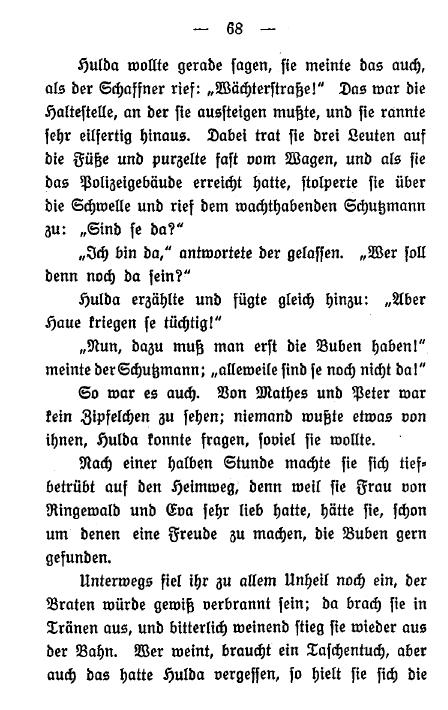 — 68 —
Hulda wollte gerade sagen, sie meinte das auch,
als der Schaffner rief: „Wächterstraße!“ Das war die
Haltestelle, an der sie aussteigen mußte, und sie rannte
sehr eilfertig hinaus. Dabei trat sie drei Leuten auf
die Füße und purzelte fast vom Wagen, und als sie
das Polizeigebäude erreicht hatte, stolperte sie über
die Schwelle und rief dem wachthabenden Schutzmann
zu: „Sind se da?“
„Ich bin da,“ antwortete der gelassen. „Wer soll
denn noch da sein?“
Hulda erzählte und fügte gleich hinzu: „Aber
Haue kriegen se tüchtig!“
„Nun, dazu muß man erst die Buben haben!“
meinte der Schutzmann; „alleweile sind se noch nicht da!“
So war es auch. Von Mathes und Peter war
kein Zipfelchen zu sehen; niemand wußte etwas von
ihnen, Hulda konnte fragen, soviel sie wollte.
Nach einer halben Stunde machte sie sich tief-
betrübt auf den Heimweg, denn weil sie Frau von
Ringewald und Eva sehr lieb hatte, hätte sie, schon
um denen eine Freude zu machen, die Buben gern
gefunden.
Unterwegs fiel ihr zu allem Unheil noch ein, der
Braten würde gewiß verbrannt sein; da brach sie in
Tränen aus, und bitterlich weinend stieg sie wieder aus
der Bahn. Wer weint, braucht ein Taschentuch, aber
auch das hatte Hulda vergessen, so hielt sie sich die